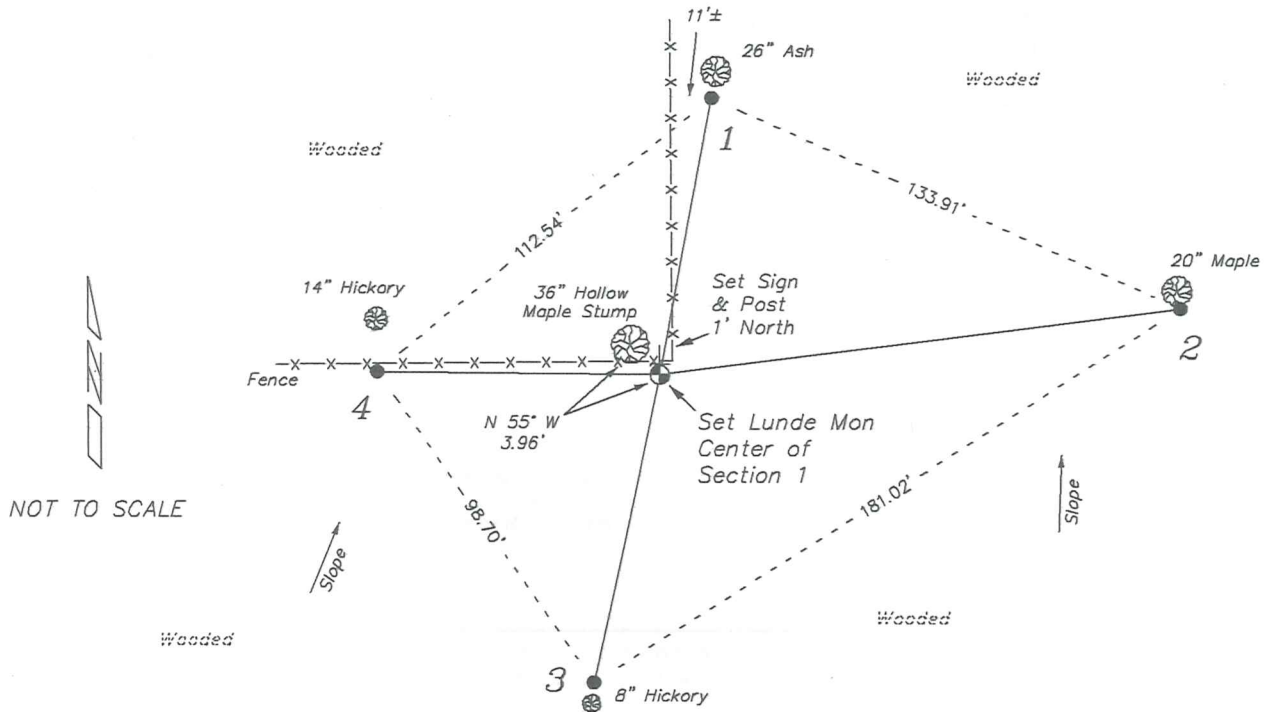 11'±
26" Ash
Wooded
Wooded
1
133.91'
112.54'
20" Maple
14" Hickory
36" Hollow
Maple Stump
Set Sign
& Post
1' North
2
Fence
4
N 55° W
3.96'
Set Lunde Mon
Center of
Section 1
N
NOT TO SCALE
98.70'
181.02'
Slope
Slope
Wooded
Wooded
3
8" Hickory